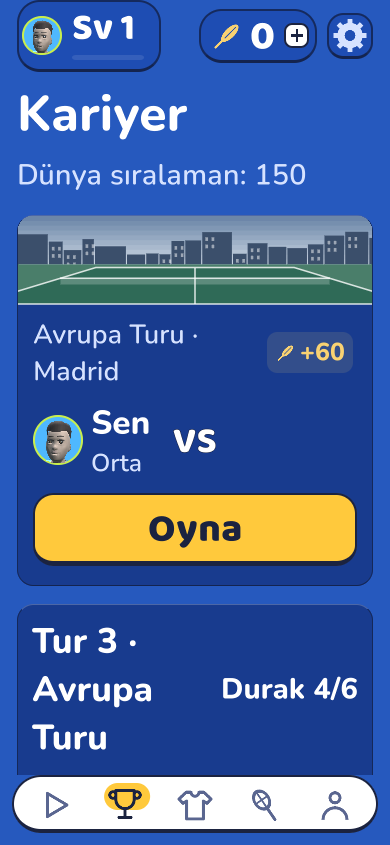 Sv 1
0
Kariyer
Dünya sıralaman: 150
Avrupa Turu ·
Madrid
+60
Sen
Orta
VS
Oyna
Tur 3 ·
Avrupa
Turu
Durak 4/6